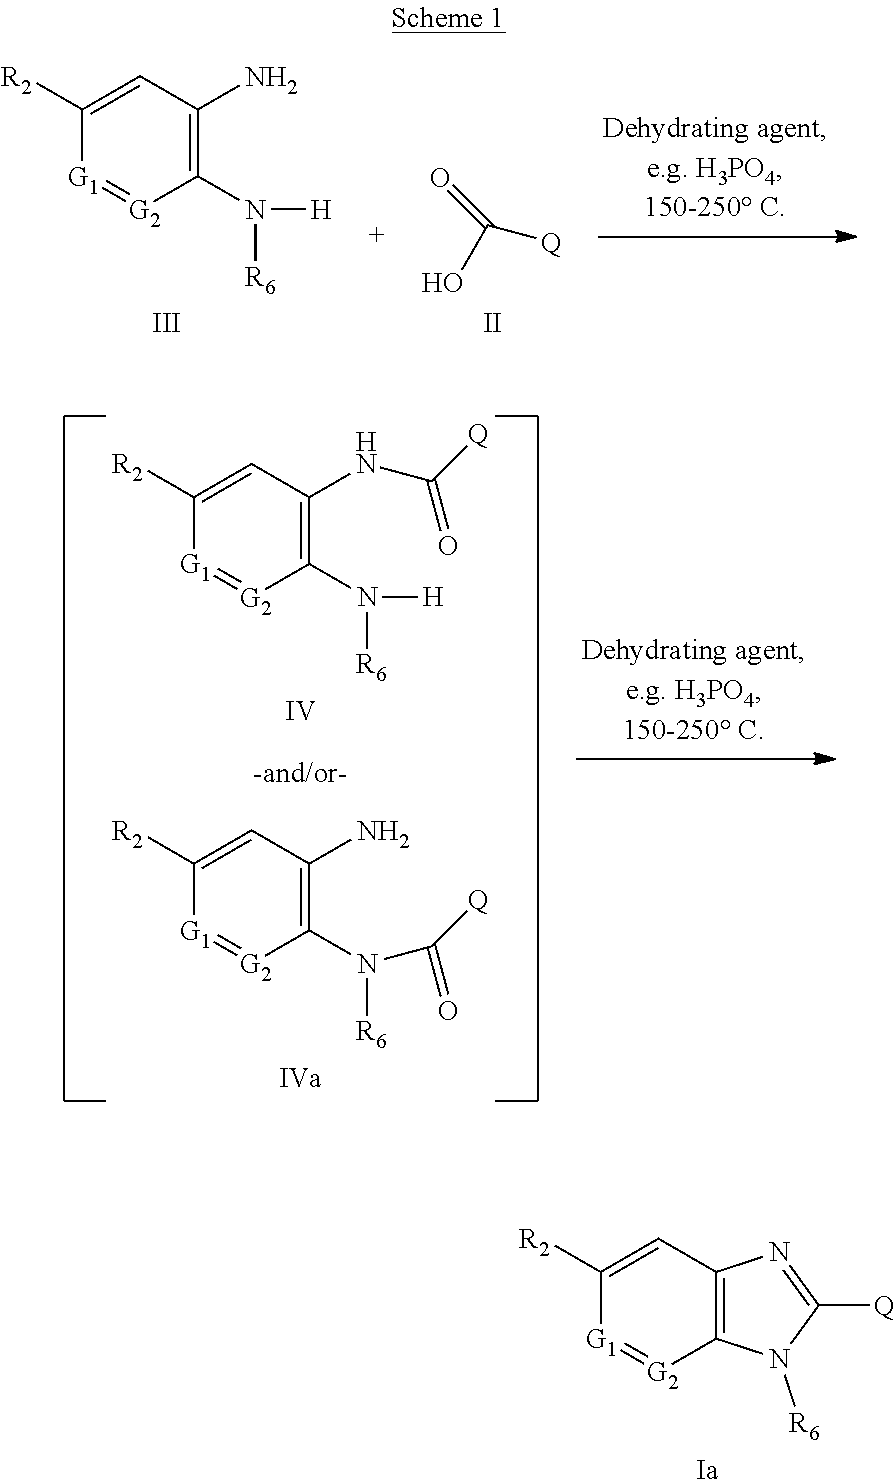 Scheme 1
R2
NH2
G1
G2
N—H
R6
III
+
O
HO
Q
II
Dehydrating agent,
e.g. H3PO4,
150-250° C.
R2
H
N
Q
O
G1
G2
N—H
R6
IV
-and/or-
R2
NH2
Q
G1
G2
N
O
R6
IVa
Dehydrating agent,
e.g. H3PO4,
150-250° C.
R2
N
Q
G1
G2
N
R6
Ia